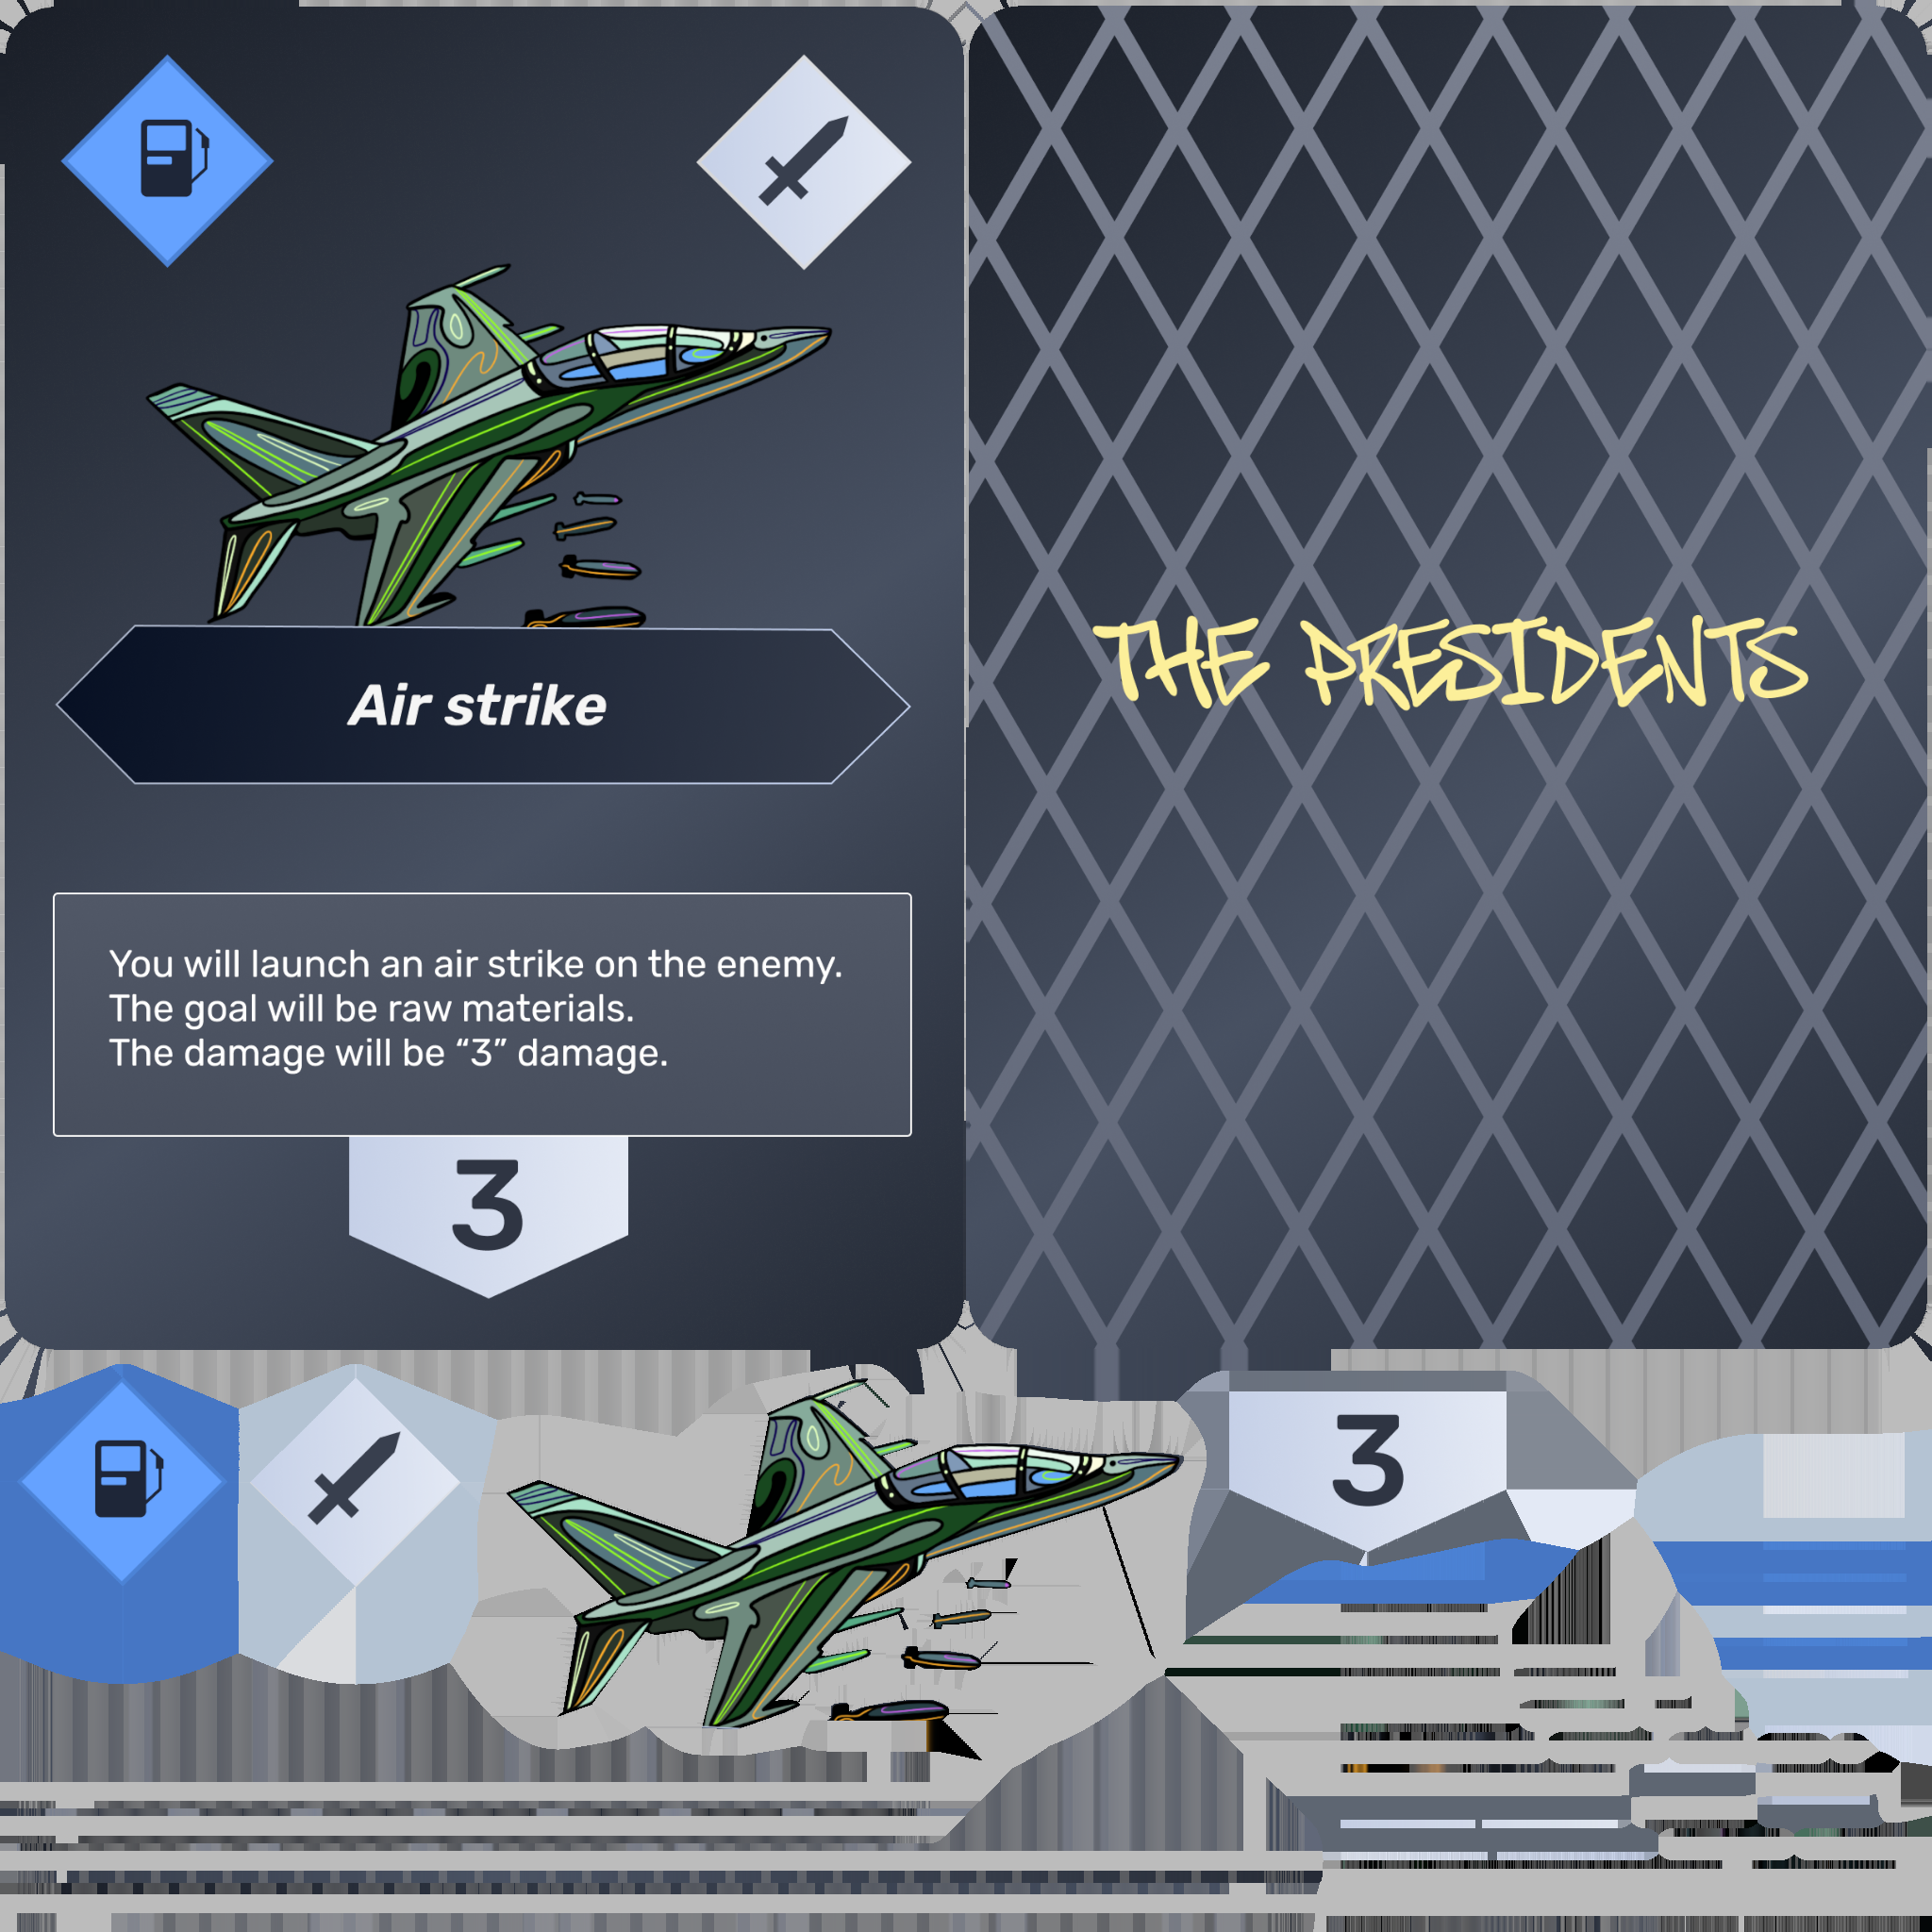 Air strike
You will launch an air strike on the enemy.
The goal will be raw materials.
The damage will be “3” damage.
3
THE PRESIDENTS
3